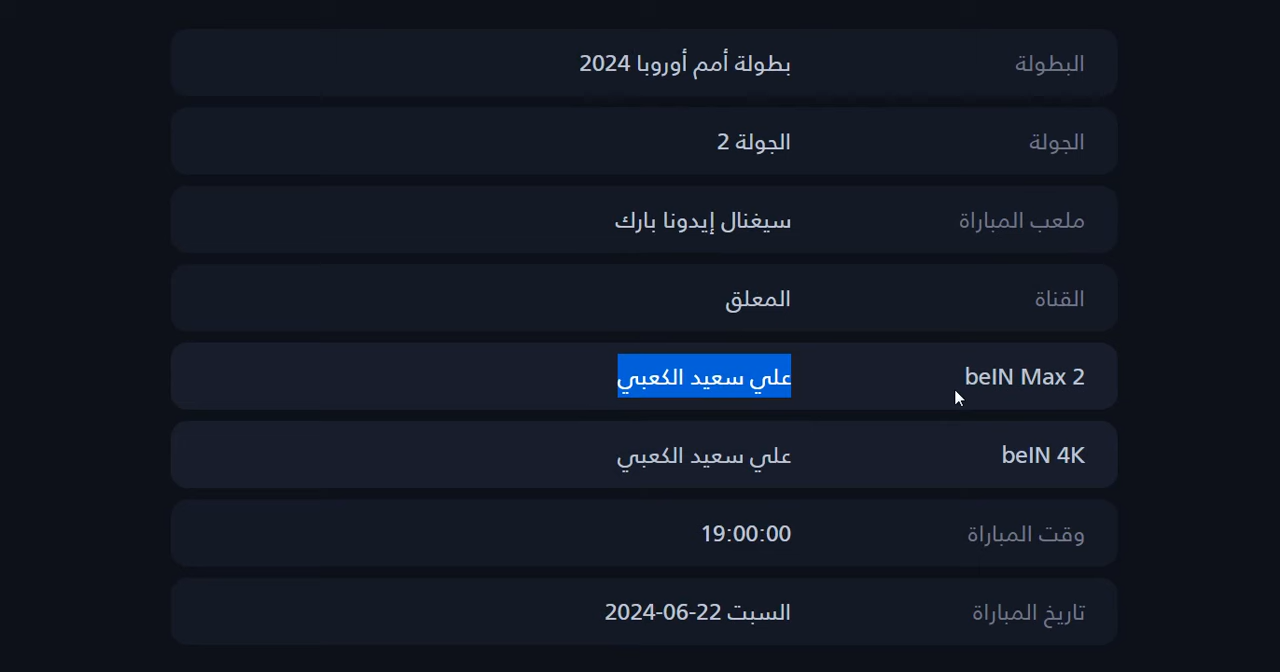 البطولة بطولة أمم أوروبا 2024
الجولة الجولة 2
ملعب المباراة سيغنال إيدونا بارك
القناة المعلق
beIN Max 2 علي سعيد الكعبي
beIN 4K علي سعيد الكعبي
وقت المباراة 19:00:00
تاريخ المباراة السبت 22-06-2024